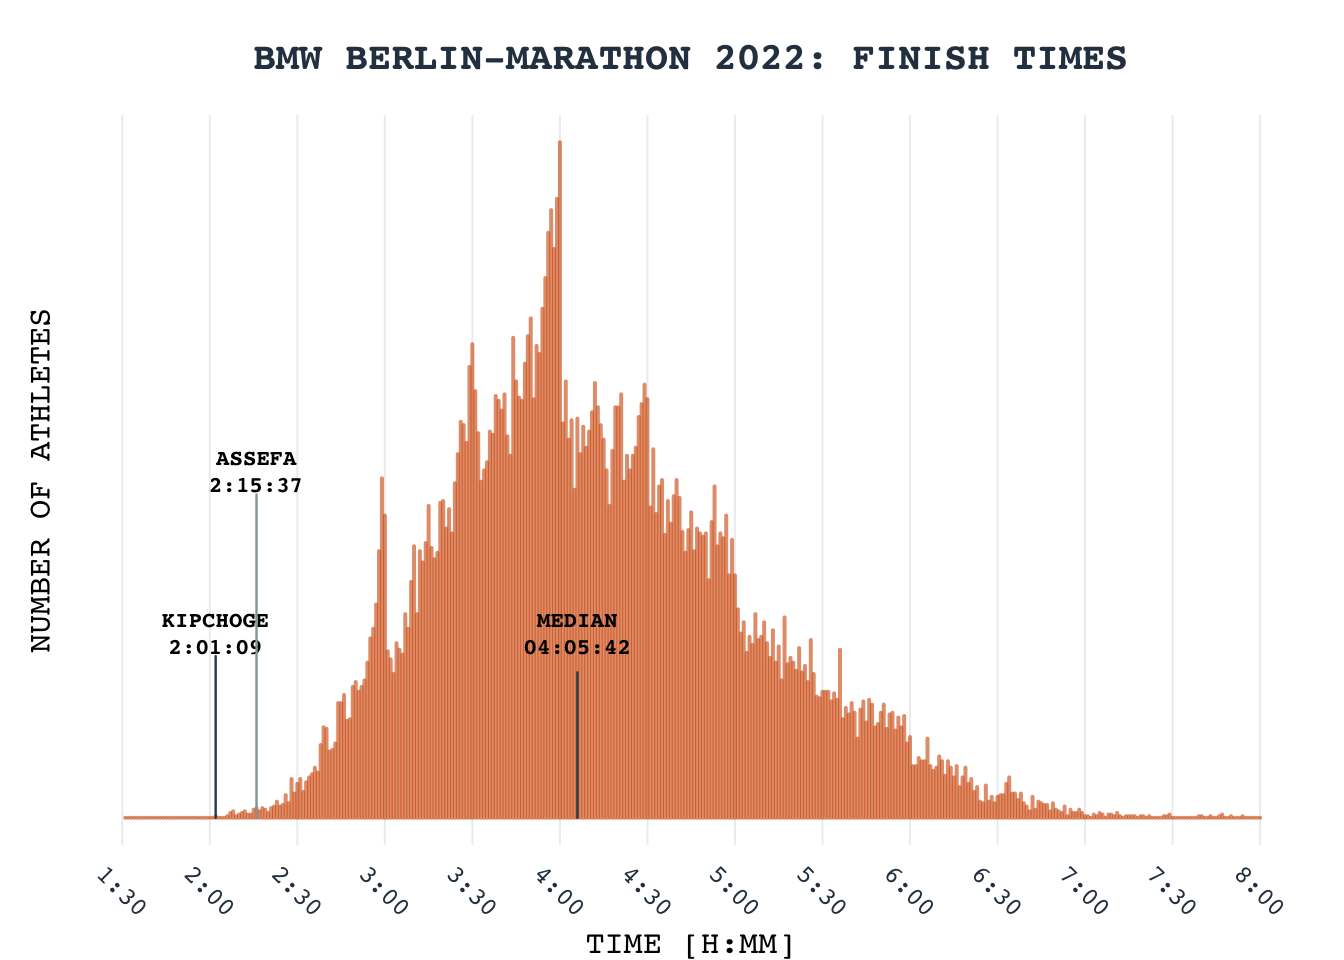 BMW BERLIN-MARATHON 2022: FINISH TIMES
NUMBER OF ATHLETES
ASSEFA
2:15:37
KIPCHOGE
2:01:09
MEDIAN
04:05:42
1:30
2:00
2:30
3:00
3:30
4:00
4:30
5:00
5:30
6:00
6:30
7:00
7:30
8:00
TIME [H:MM]